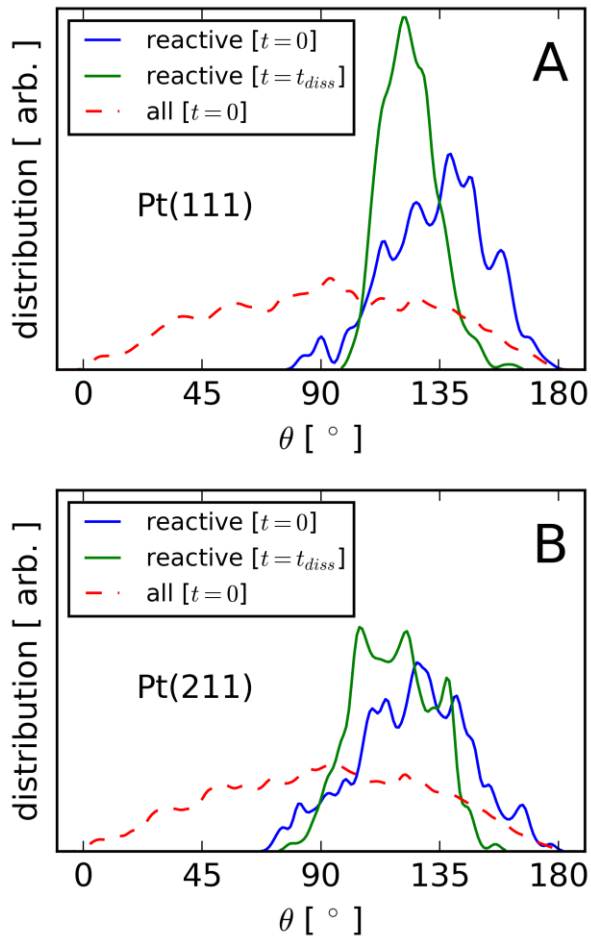 reactive [t = 0]
reactive [t = t_diss]
all [t = 0]
A
Pt(111)
distribution [ arb. ]
0 45 90 135 180
θ [ ° ]
reactive [t = 0]
reactive [t = t_diss]
all [t = 0]
B
Pt(211)
distribution [ arb. ]
0 45 90 135 180
θ [ ° ]